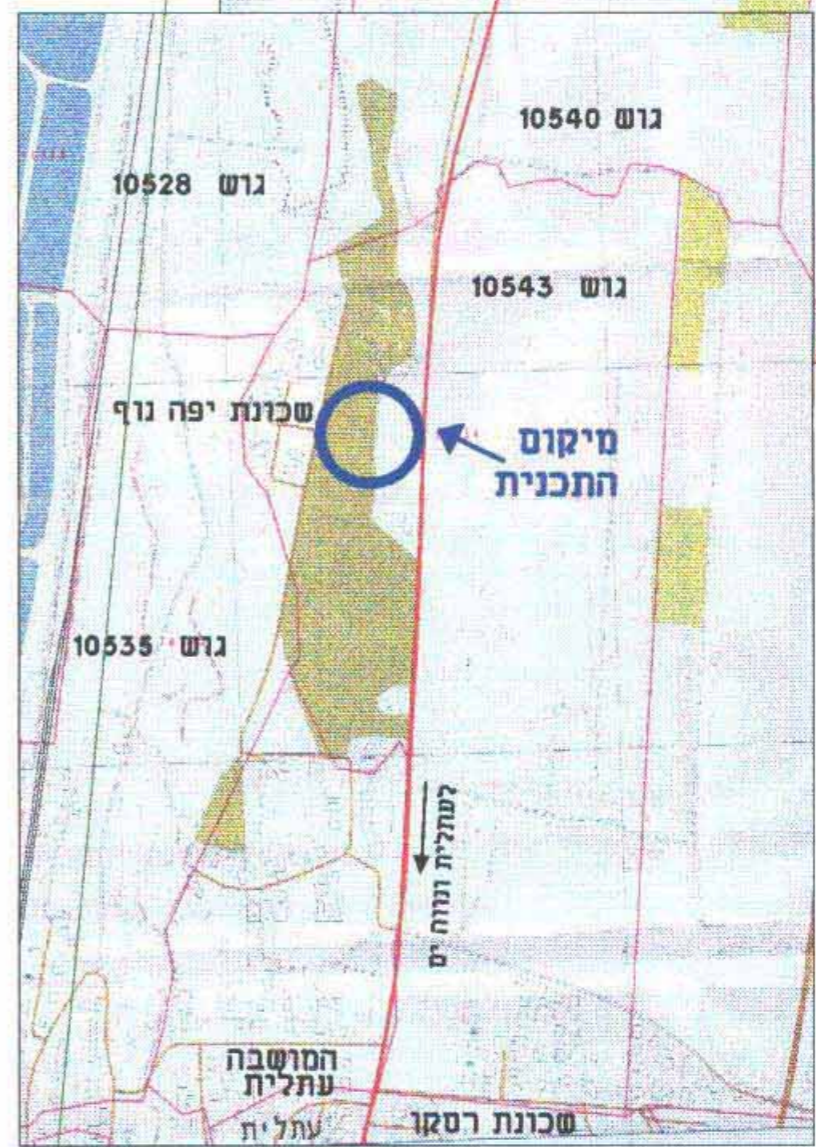 גוש 10540
גוש 10528
גוש 10543
שכונת יפה נוף
מיקום
התכנית
גוש 10535
לעתלית ונווה ים
המושבה
עתלית
עתלית
שכונת רסקו